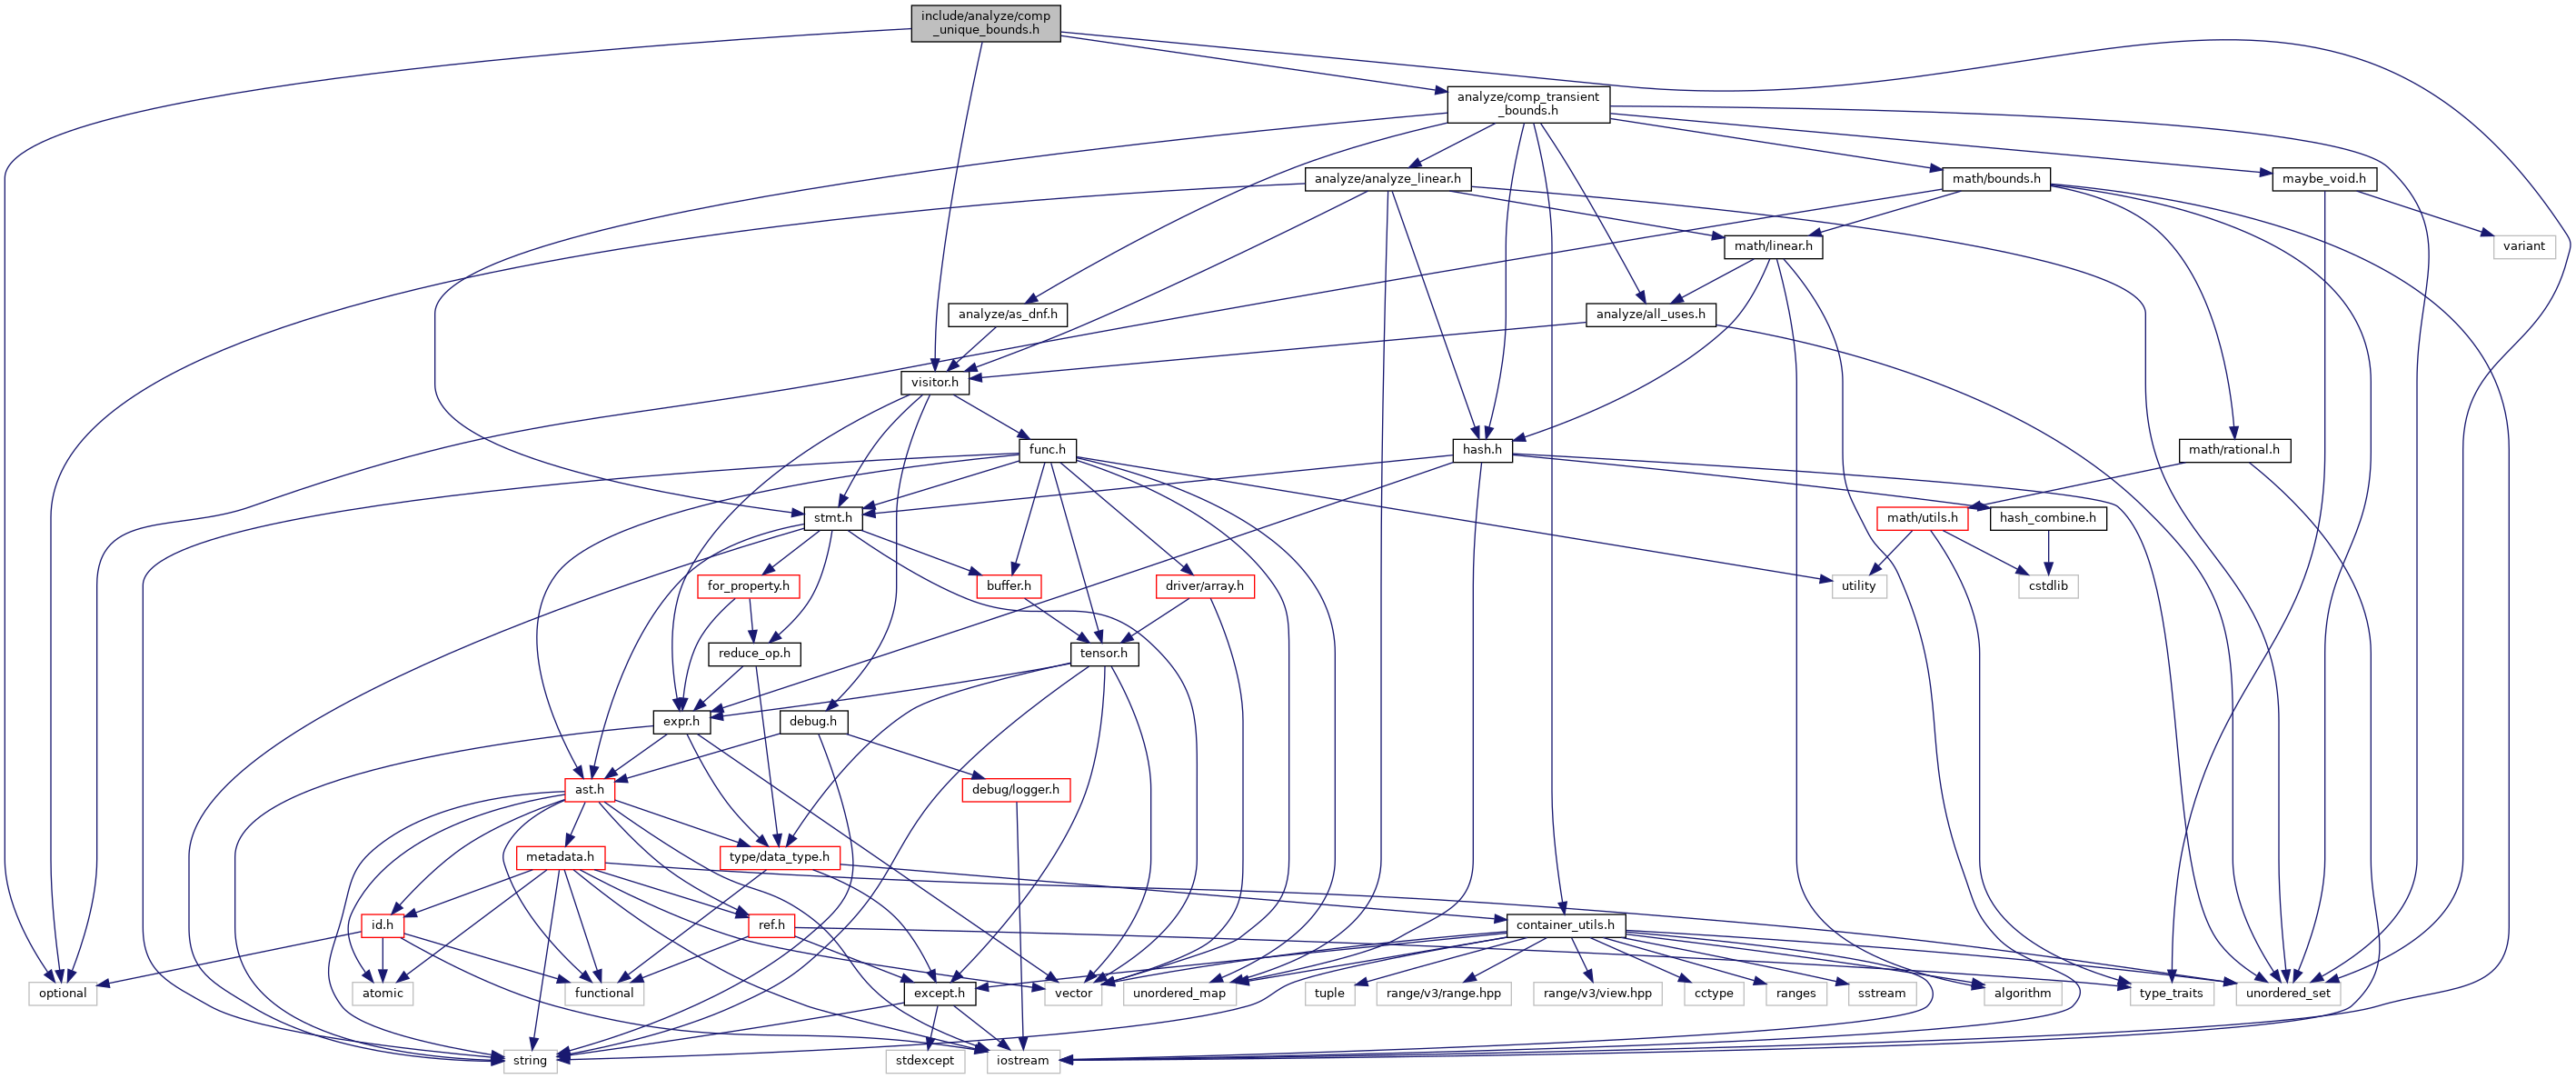 include/analyze/comp
_unique_bounds.h
analyze/comp_transient
_bounds.h
analyze/analyze_linear.h
math/bounds.h
maybe_void.h
math/linear.h
variant
analyze/as_dnf.h
analyze/all_uses.h
visitor.h
func.h
hash.h
math/rational.h
stmt.h
math/utils.h
hash_combine.h
for_property.h
buffer.h
driver/array.h
utility
cstdlib
reduce_op.h
tensor.h
expr.h
debug.h
ast.h
debug/logger.h
metadata.h
type/data_type.h
id.h
ref.h
container_utils.h
optional
atomic
functional
except.h
vector
unordered_map
tuple
range/v3/range.hpp
range/v3/view.hpp
cctype
ranges
sstream
algorithm
type_traits
unordered_set
string
stdexcept
iostream